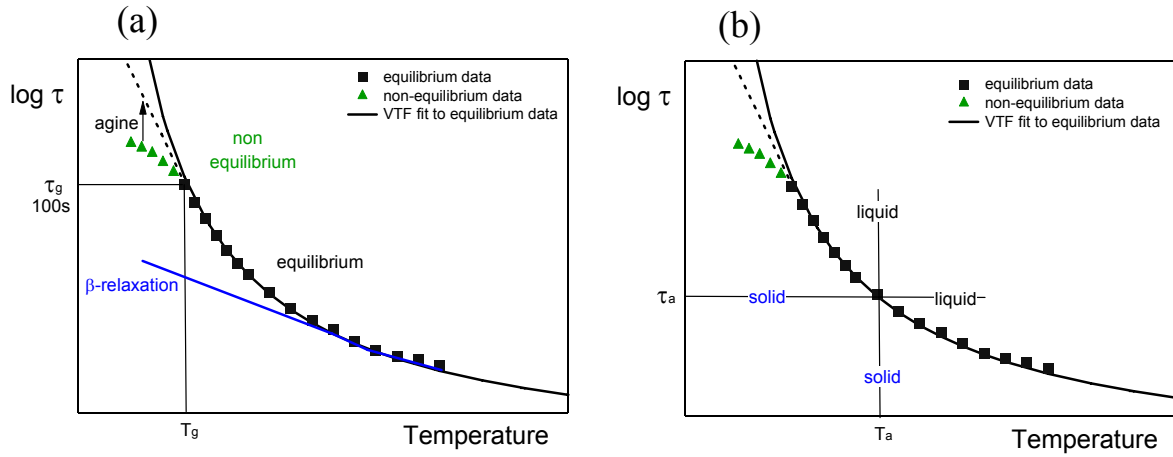 (a)
log τ
equilibrium data
non-equilibrium data
VTF fit to equilibrium data
agine
non
equilibrium
τg
100s
equilibrium
β-relaxation
Tg
Temperature
(b)
log τ
equilibrium data
non-equilibrium data
VTF fit to equilibrium data
liquid
τa
solid
liquid
solid
Ta
Temperature